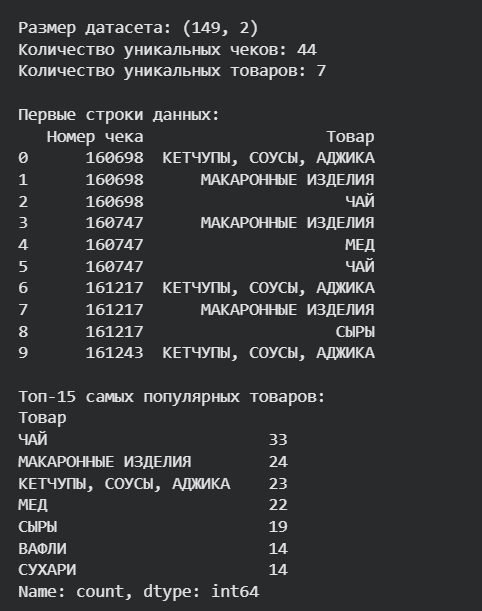 Размер датасета: (149, 2)
Количество уникальных чеков: 44
Количество уникальных товаров: 7
Первые строки данных:
Номер чека Товар
0 160698 КЕТЧУПЫ, СОУСЫ, АДЖИКА
1 160698 МАКАРОННЫЕ ИЗДЕЛИЯ
2 160698 ЧАЙ
3 160747 МАКАРОННЫЕ ИЗДЕЛИЯ
4 160747 МЕД
5 160747 ЧАЙ
6 161217 КЕТЧУПЫ, СОУСЫ, АДЖИКА
7 161217 МАКАРОННЫЕ ИЗДЕЛИЯ
8 161217 СЫРЫ
9 161243 КЕТЧУПЫ, СОУСЫ, АДЖИКА
Топ-15 самых популярных товаров:
Товар
ЧАЙ 33
МАКАРОННЫЕ ИЗДЕЛИЯ 24
КЕТЧУПЫ, СОУСЫ, АДЖИКА 23
МЕД 22
СЫРЫ 19
ВАФЛИ 14
СУХАРИ 14
Name: count, dtype: int64